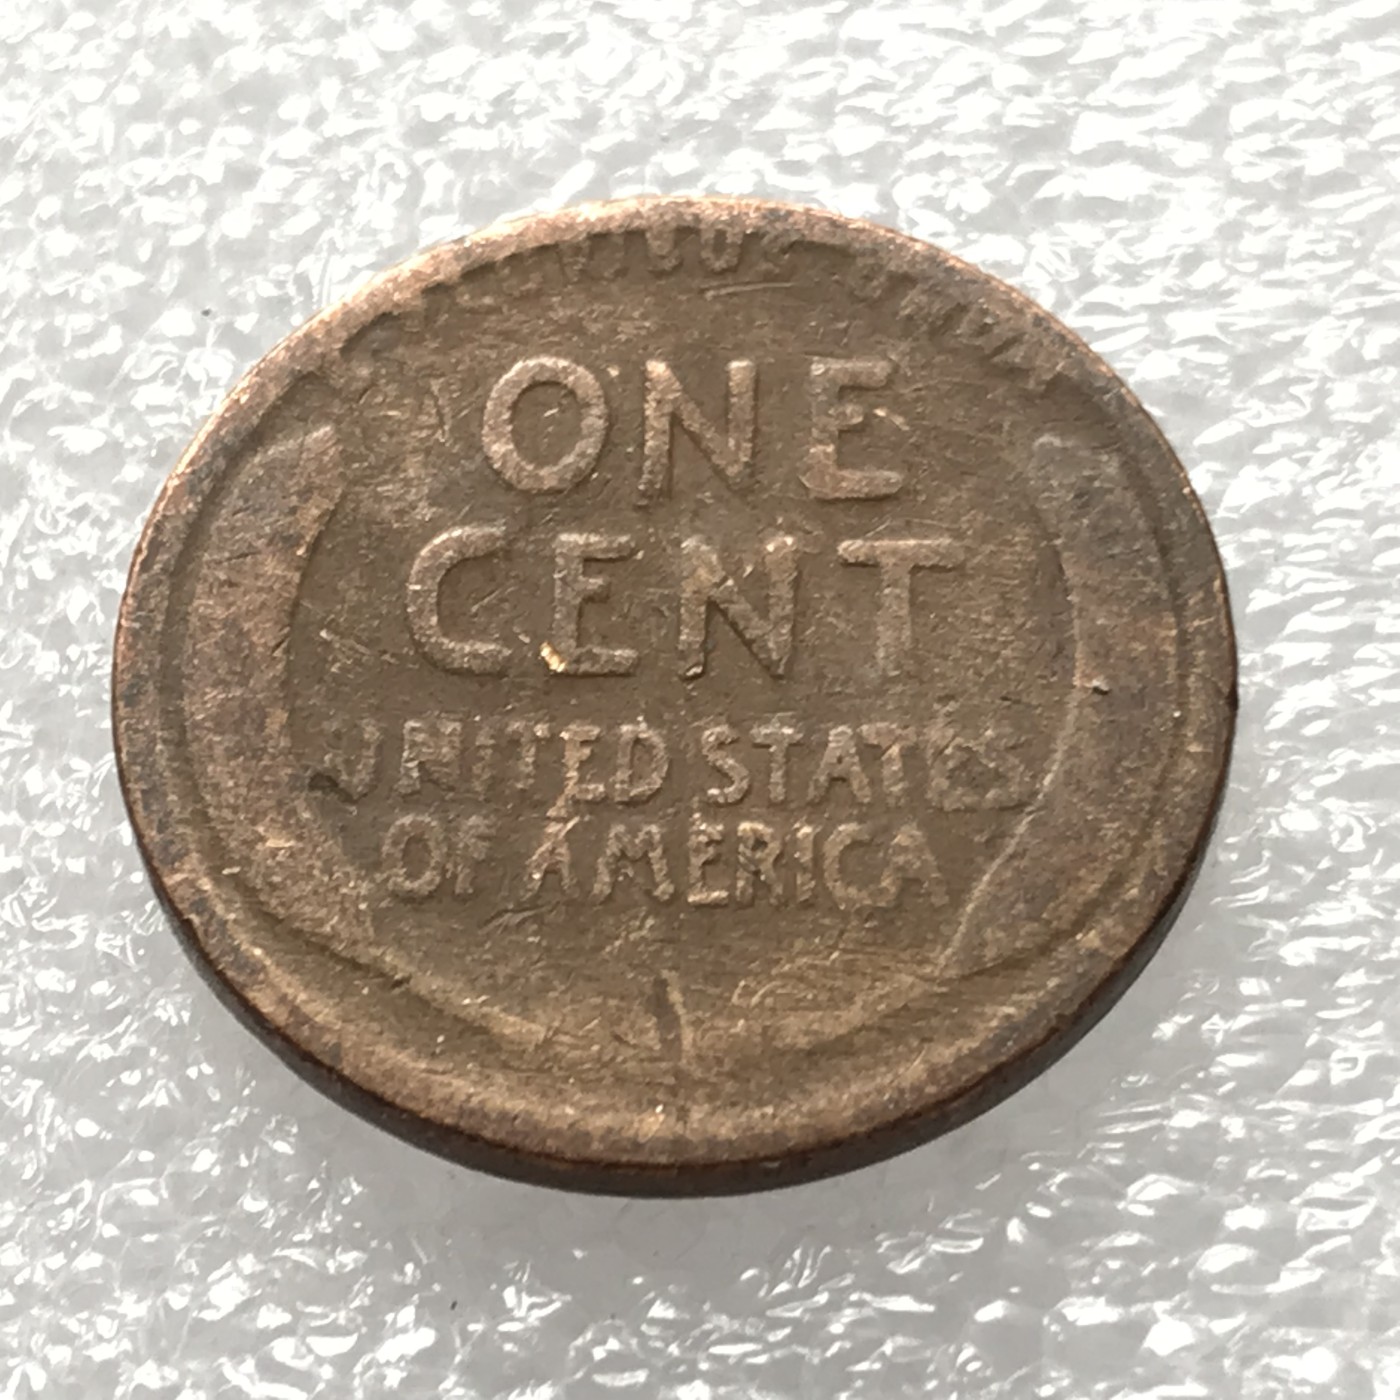 ONE
CENT
UNITED STATES
OF AMERICA